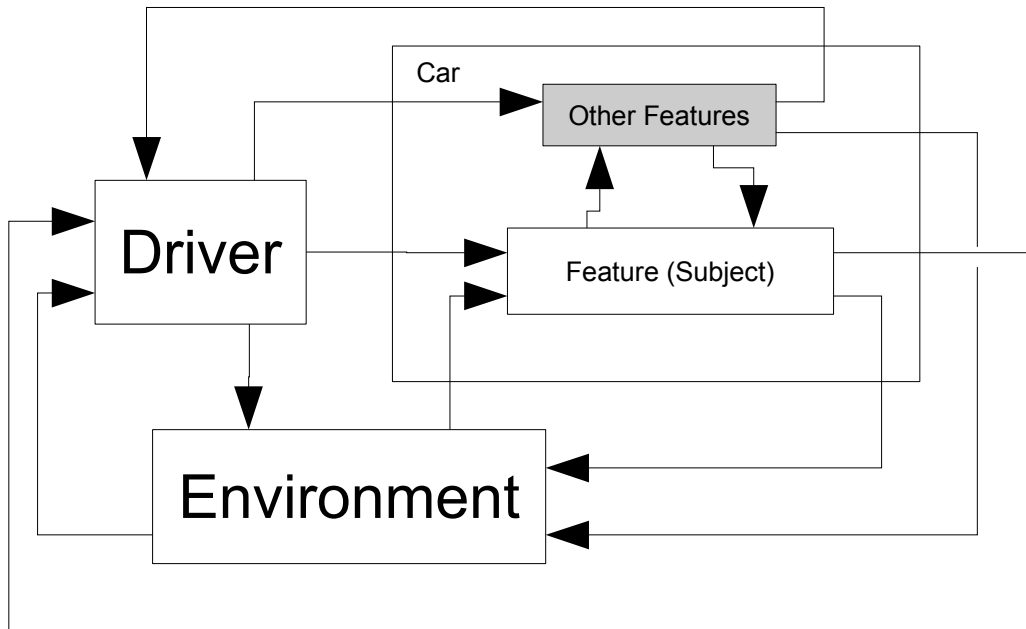 Car
Other Features
Driver
Feature (Subject)
Environment